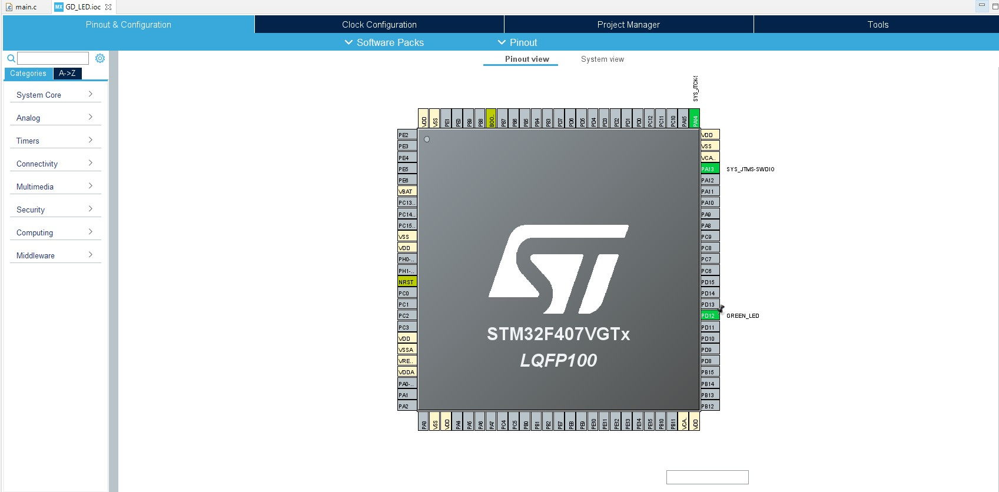 main.c
MX GD_LED.ioc
Pinout & Configuration
Clock Configuration
Project Manager
Tools
Software Packs
Pinout
Categories
A->Z
Pinout view
System view
System Core
Analog
Timers
Connectivity
Multimedia
Security
Computing
Middleware
VDD
VSS
PE1
PE0
PB9
PB8
BOO..
PB7
PB6
PB5
PB4
PB3
PD7
PD6
PD5
PD4
PD3
PD2
PD1
PD0
PC12
PC11
PC10
PA15
PA14
PE2
PE3
PE4
PE5
PE6
VBAT
PC13..
PC14..
PC15..
VSS
VDD
PH0-..
PH1-..
NRST
PC0
PC1
PC2
PC3
VDD
VSSA
VRE..
VDDA
PA0-..
PA1
PA2
ST
STM32F407VGTx
LQFP100
VDD
VSS
VCA..
PA13 SYS_JTMS-SWDIO
PA12
PA11
PA10
PA9
PA8
PC9
PC8
PC7
PC6
PD15
PD14
PD13
PD12 GREEN_LED
PD11
PD10
PD9
PD8
PB15
PB14
PB13
PB12
PA3
VSS
VDD
PA4
PA5
PA6
PA7
PC4
PC5
PB0
PB1
PB2
PE7
PE8
PE9
PE10
PE11
PE12
PE13
PE14
PE15
PB10
PB11
VCA.
VDD